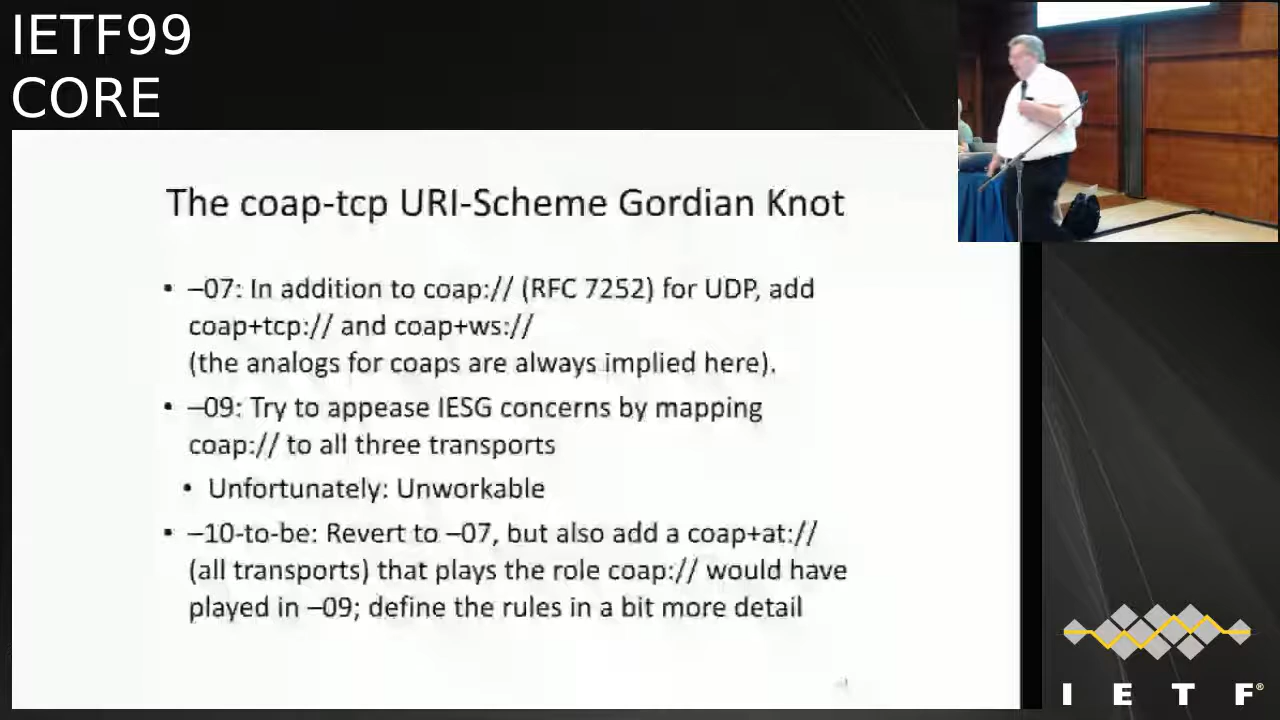 IETF99
CORE
The coap-tcp URI-Scheme Gordian Knot
• –07: In addition to coap:// (RFC 7252) for UDP, add
coap+tcp:// and coap+ws://
(the analogs for coaps are always implied here).
• –09: Try to appease IESG concerns by mapping
coap:// to all three transports
• Unfortunately: Unworkable
• –10-to-be: Revert to –07, but also add a coap+at://
(all transports) that plays the role coap:// would have
played in –09; define the rules in a bit more detail
I E T F®